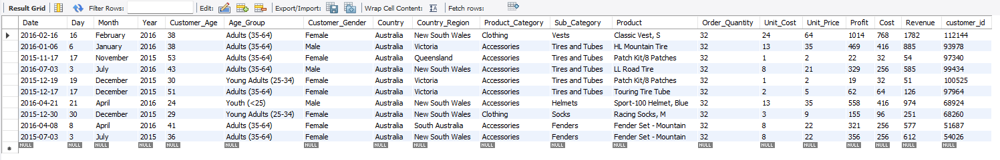 Result Grid Filter Rows: Edit: Export/Import: Wrap Cell Content: IA Fetch rows:
Date Day Month Year Customer_Age Age_Group Customer_Gender Country Country_Region Product_Category Sub_Category Product Order_Quantity Unit_Cost Unit_Price Profit Cost Revenue customer_id
2016-02-16 16 February 2016 38 Adults (35-64) Female Australia New South Wales Clothing Vests Classic Vest, S 32 24 64 1014 768 1782 112144
2016-01-06 6 January 2016 38 Adults (35-64) Male Australia Victoria Accessories Tires and Tubes HL Mountain Tire 32 13 35 469 416 885 93978
2015-11-17 17 November 2015 53 Adults (35-64) Female Australia Queensland Accessories Tires and Tubes Patch Kit/8 Patches 32 1 2 22 32 54 97340
2016-07-03 3 July 2016 43 Adults (35-64) Male Australia New South Wales Accessories Tires and Tubes LL Road Tire 32 8 21 329 256 585 99434
2015-12-19 19 December 2015 30 Young Adults (25-34) Female Australia Victoria Accessories Tires and Tubes Patch Kit/8 Patches 32 1 2 19 32 51 100525
2015-12-17 17 December 2015 51 Adults (35-64) Female Australia Victoria Accessories Tires and Tubes Touring Tire Tube 32 2 5 62 64 126 97964
2016-04-21 21 April 2016 24 Youth (<25) Male Australia New South Wales Accessories Helmets Sport-100 Helmet, Blue 32 13 35 558 416 974 68924
2015-12-30 30 December 2015 29 Young Adults (25-34) Female Australia New South Wales Clothing Socks Racing Socks, M 32 3 9 155 96 251 68260
2016-04-08 8 April 2016 41 Adults (35-64) Female Australia South Australia Accessories Fenders Fender Set - Mountain 32 8 22 321 256 577 51687
2015-07-03 3 July 2015 36 Adults (35-64) Female Australia New South Wales Accessories Fenders Fender Set - Mountain 32 8 22 356 256 612 54026
NULL NULL NULL NULL NULL NULL NULL NULL NULL NULL NULL NULL NULL NULL NULL NULL NULL NULL NULL